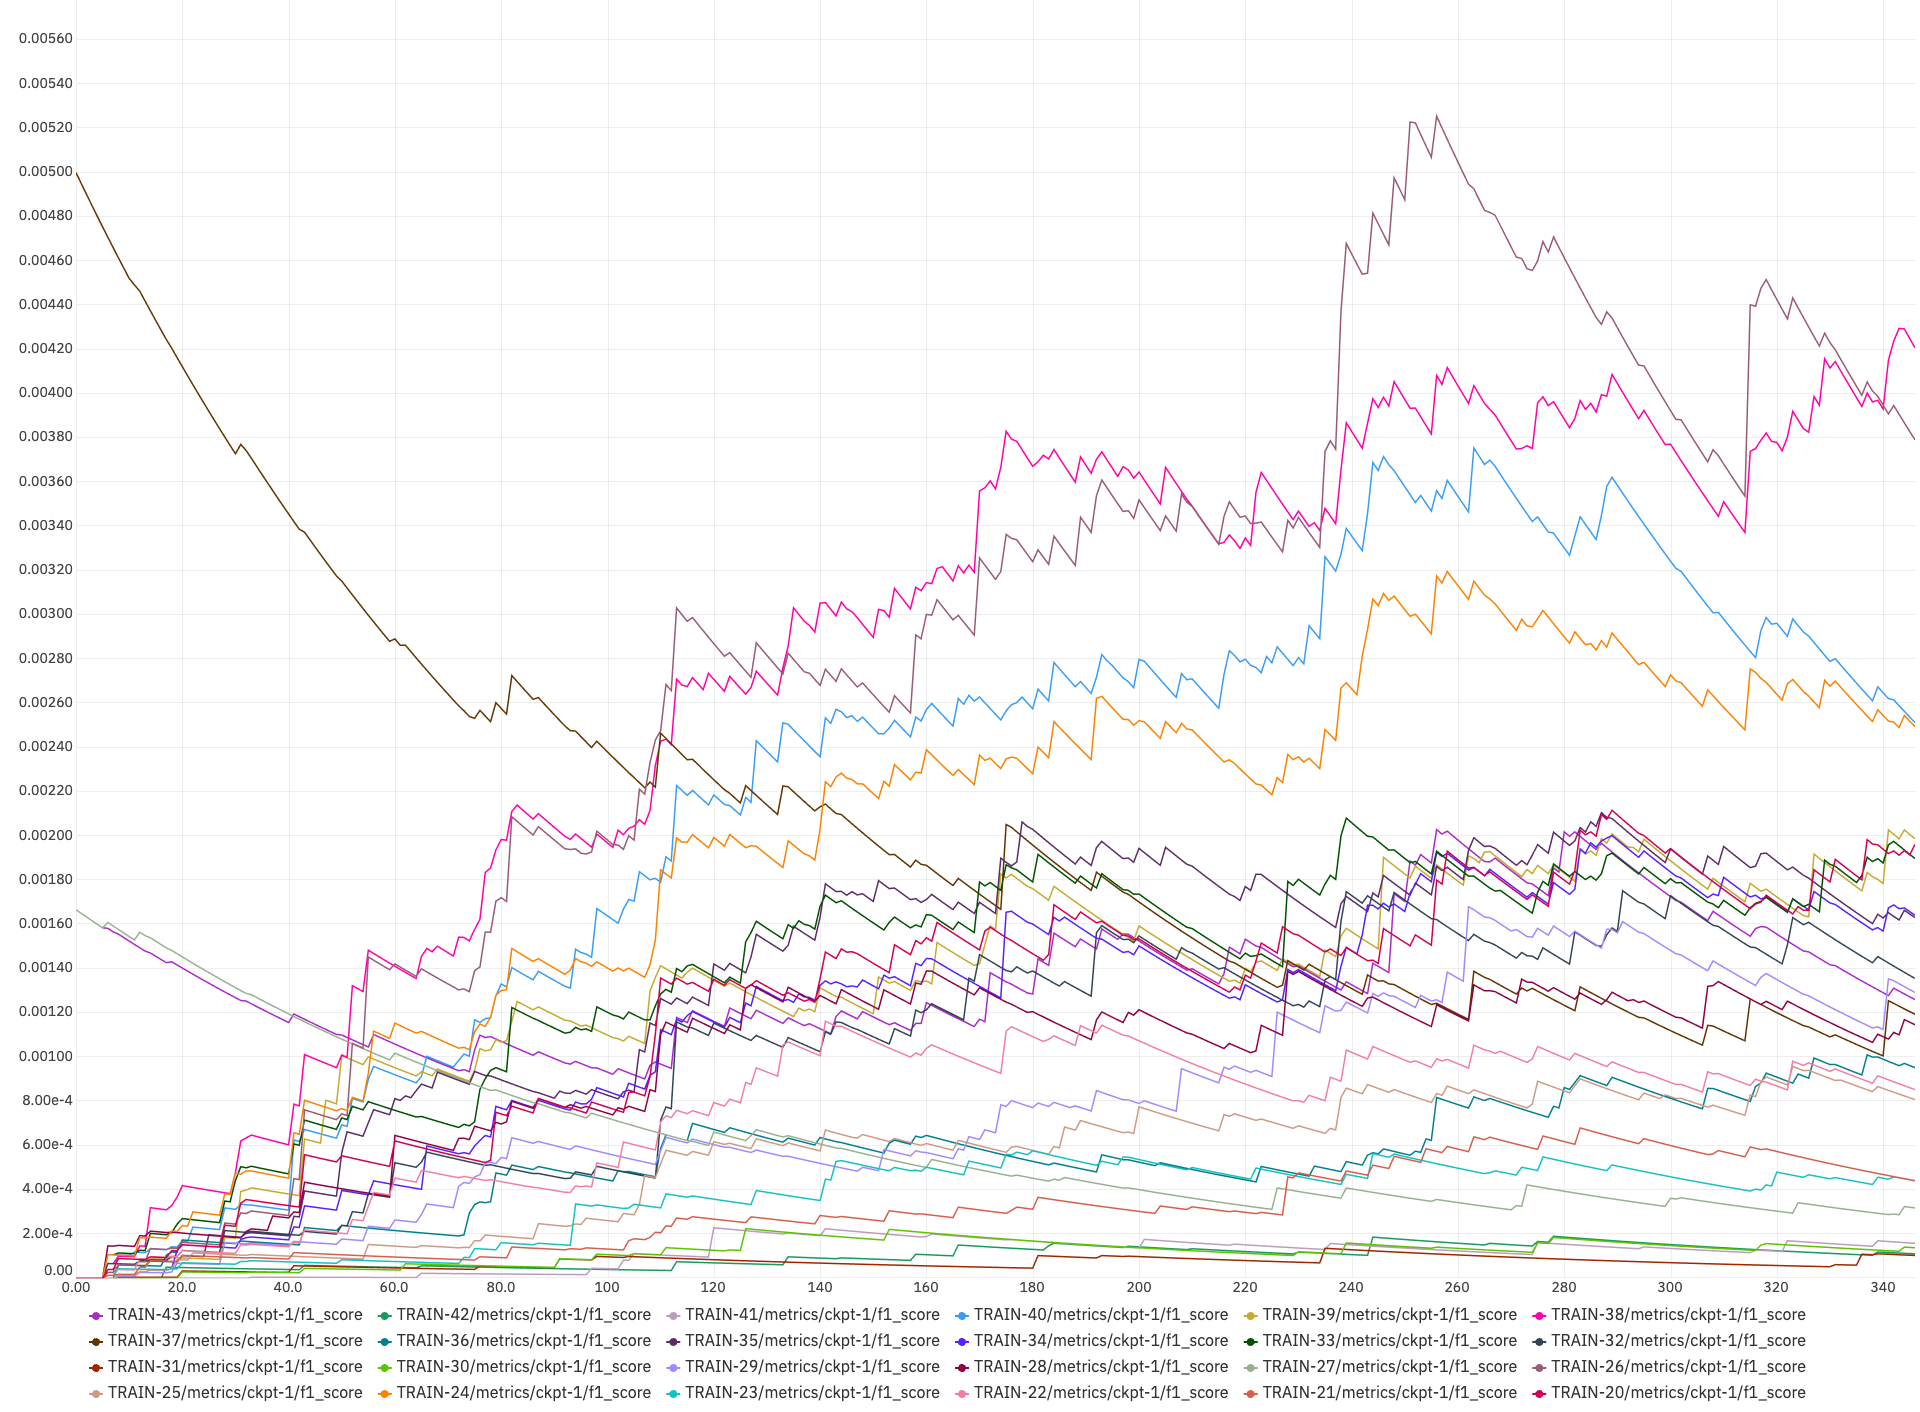 0.00560
0.00540
0.00520
0.00500
0.00480
0.00460
0.00440
0.00420
0.00400
0.00380
0.00360
0.00340
0.00320
0.00300
0.00280
0.00260
0.00240
0.00220
0.00200
0.00180
0.00160
0.00140
0.00120
0.00100
8.00e-4
6.00e-4
4.00e-4
2.00e-4
0.00
0.00 20.0 40.0 60.0 80.0 100 120 140 160 180 200 220 240 260 280 300 320 340
TRAIN-43/metrics/ckpt-1/f1_score TRAIN-42/metrics/ckpt-1/f1_score TRAIN-41/metrics/ckpt-1/f1_score TRAIN-40/metrics/ckpt-1/f1_score TRAIN-39/metrics/ckpt-1/f1_score TRAIN-38/metrics/ckpt-1/f1_score
TRAIN-37/metrics/ckpt-1/f1_score TRAIN-36/metrics/ckpt-1/f1_score TRAIN-35/metrics/ckpt-1/f1_score TRAIN-34/metrics/ckpt-1/f1_score TRAIN-33/metrics/ckpt-1/f1_score TRAIN-32/metrics/ckpt-1/f1_score
TRAIN-31/metrics/ckpt-1/f1_score TRAIN-30/metrics/ckpt-1/f1_score TRAIN-29/metrics/ckpt-1/f1_score TRAIN-28/metrics/ckpt-1/f1_score TRAIN-27/metrics/ckpt-1/f1_score TRAIN-26/metrics/ckpt-1/f1_score
TRAIN-25/metrics/ckpt-1/f1_score TRAIN-24/metrics/ckpt-1/f1_score TRAIN-23/metrics/ckpt-1/f1_score TRAIN-22/metrics/ckpt-1/f1_score TRAIN-21/metrics/ckpt-1/f1_score TRAIN-20/metrics/ckpt-1/f1_score